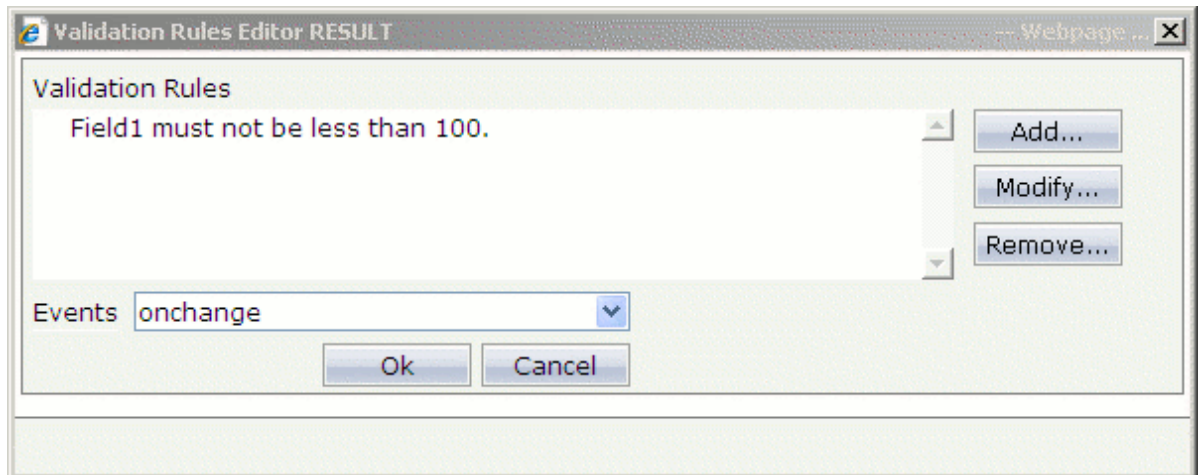 Validation Rules Editor RESULT -- Webpage ...
Validation Rules
Field1 must not be less than 100.
Add...
Modify...
Remove...
Events onchange
Ok Cancel